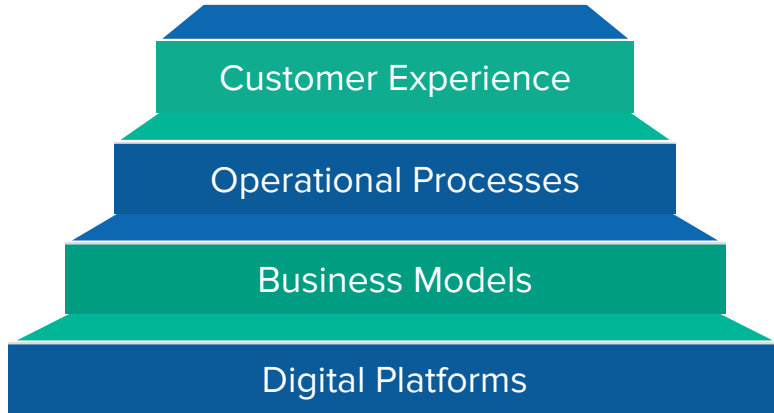 Customer Experience
Operational Processes
Business Models
Digital Platforms